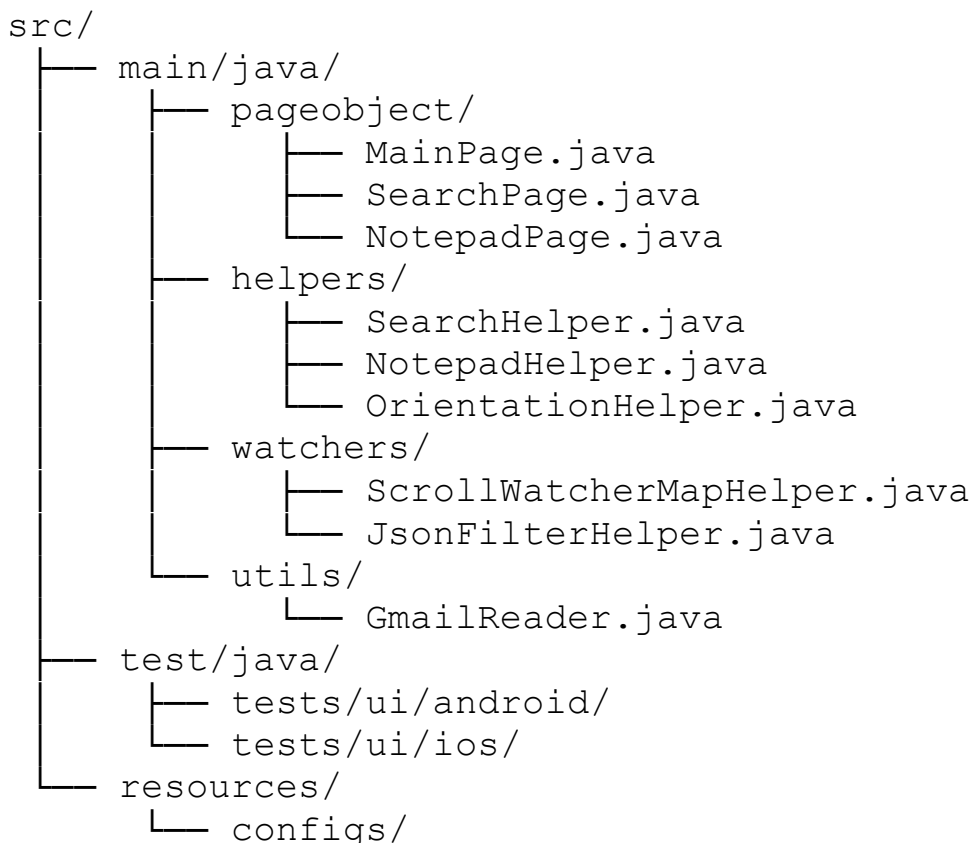 src/
├── main/java/
│   ├── pageobject/
│   │   ├── MainPage.java
│   │   ├── SearchPage.java
│   │   └── NotepadPage.java
│   ├── helpers/
│   │   ├── SearchHelper.java
│   │   ├── NotepadHelper.java
│   │   └── OrientationHelper.java
│   ├── watchers/
│   │   ├── ScrollWatcherMapHelper.java
│   │   └── JsonFilterHelper.java
│   └── utils/
│       └── GmailReader.java
├── test/java/
│   ├── tests/ui/android/
│   └── tests/ui/ios/
└── resources/
    └── configs/